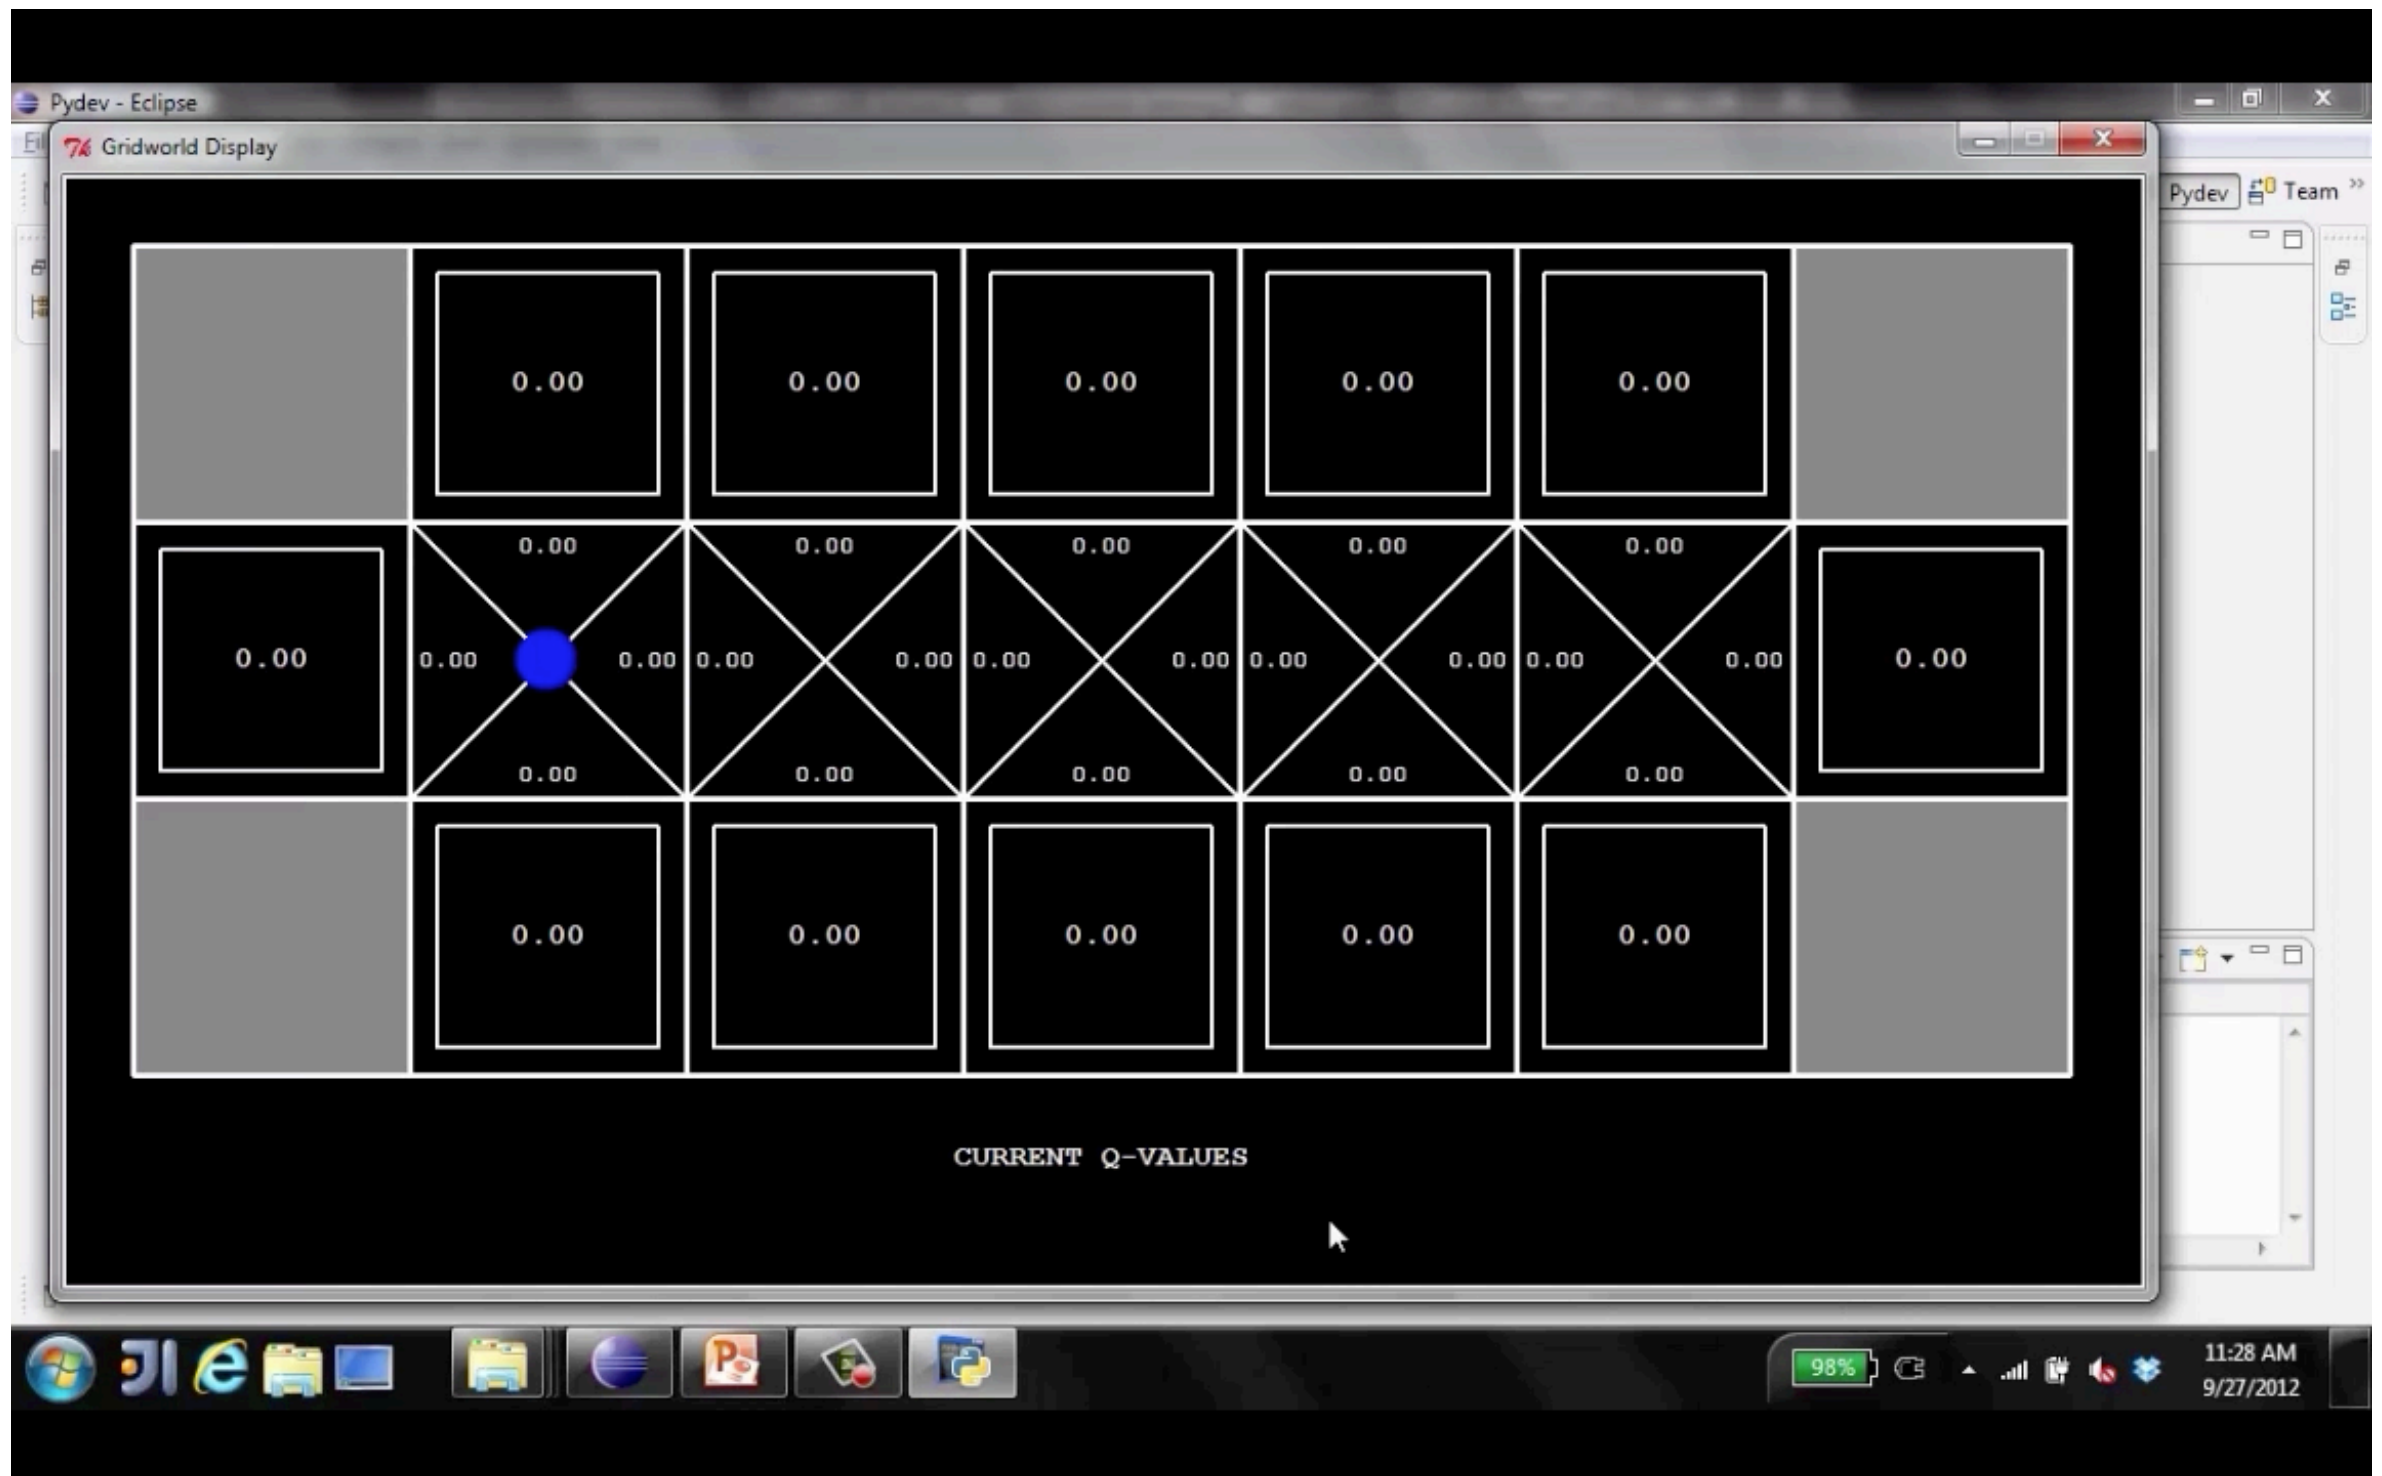 Pydev - Eclipse
Fil
Gridworld Display
Pydev Team
0.00 0.00 0.00 0.00 0.00
0.00 0.00 0.00 0.00 0.00
0.00 0.00 0.00 0.00 0.00 0.00 0.00 0.00 0.00 0.00 0.00 0.00
0.00 0.00 0.00 0.00 0.00
0.00 0.00 0.00 0.00 0.00
CURRENT Q-VALUES
98%
11:28 AM
9/27/2012